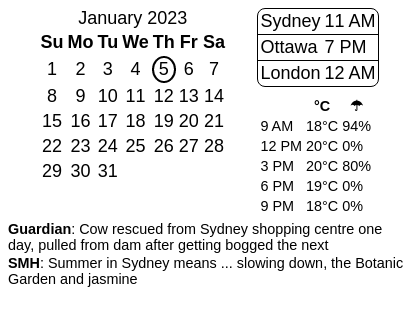 January 2023
Su Mo Tu We Th Fr Sa
1 2 3 4 5 6 7
8 9 10 11 12 13 14
15 16 17 18 19 20 21
22 23 24 25 26 27 28
29 30 31
Sydney 11 AM
Ottawa 7 PM
London 12 AM
°C ☂
9 AM 18°C 94%
12 PM 20°C 0%
3 PM 20°C 80%
6 PM 19°C 0%
9 PM 18°C 0%
Guardian: Cow rescued from Sydney shopping centre one
day, pulled from dam after getting bogged the next
SMH: Summer in Sydney means ... slowing down, the Botanic
Garden and jasmine